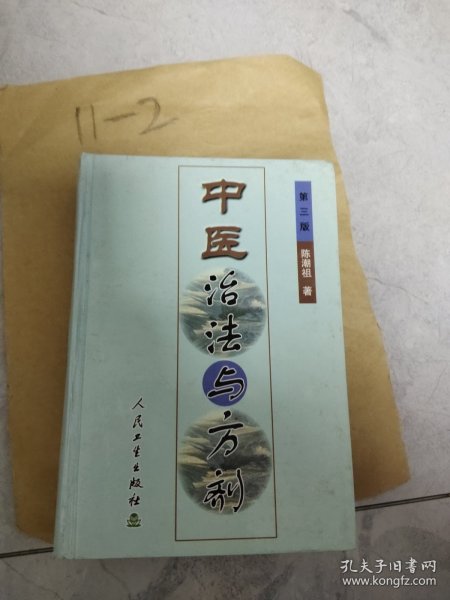 11-2
中医
治法与方剂
第三版
陈潮祖 著
人民卫生出版社
孔夫子旧书网
www.kongfz.com